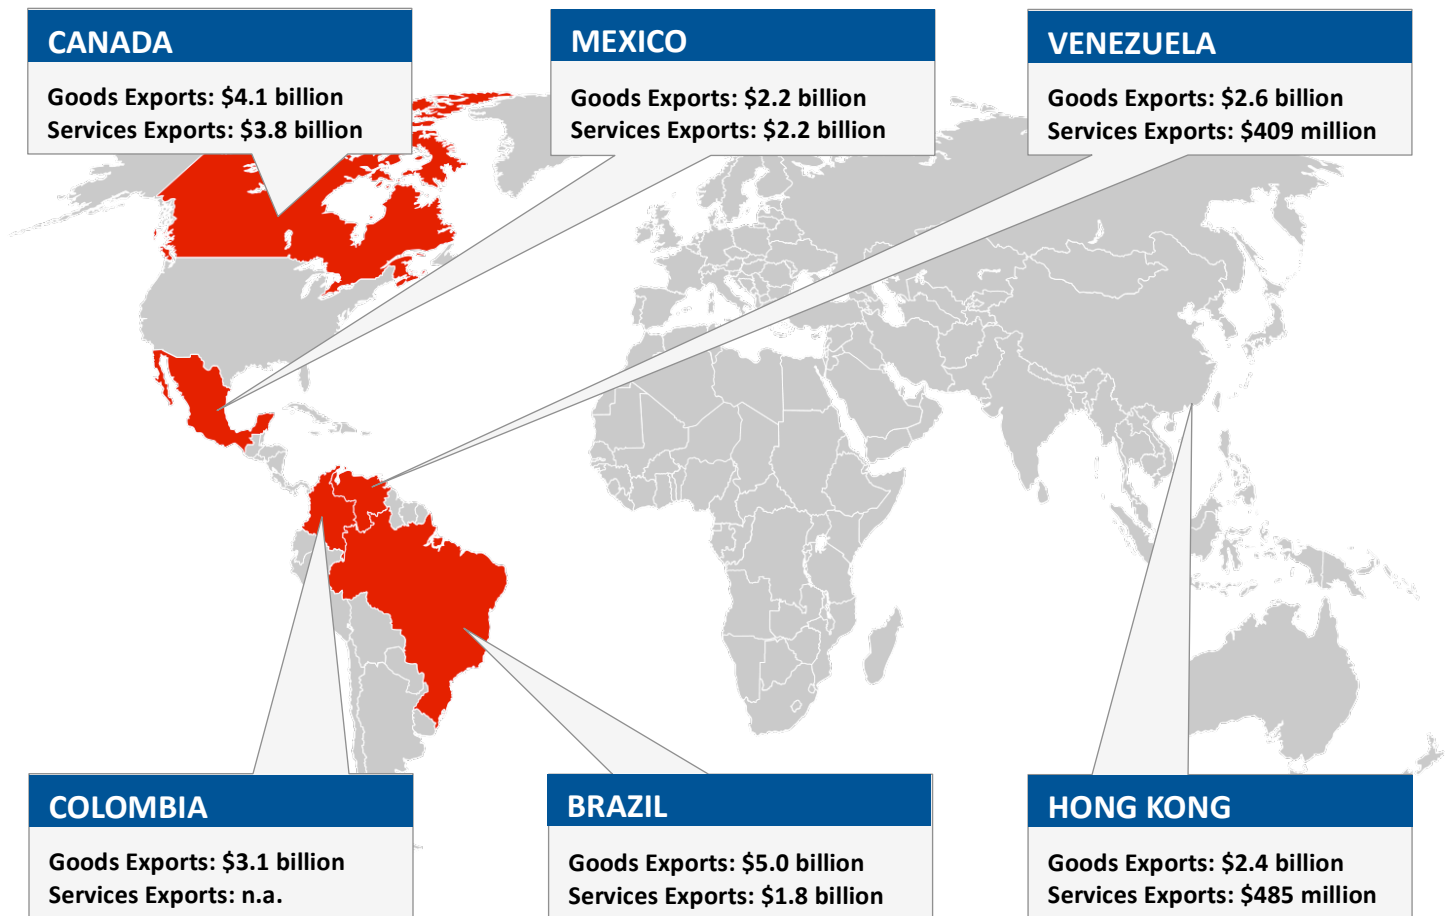 CANADA
Goods Exports: $4.1 billion
Services Exports: $3.8 billion
MEXICO
Goods Exports: $2.2 billion
Services Exports: $2.2 billion
VENEZUELA
Goods Exports: $2.6 billion
Services Exports: $409 million
COLOMBIA
Goods Exports: $3.1 billion
Services Exports: n.a.
BRAZIL
Goods Exports: $5.0 billion
Services Exports: $1.8 billion
HONG KONG
Goods Exports: $2.4 billion
Services Exports: $485 million